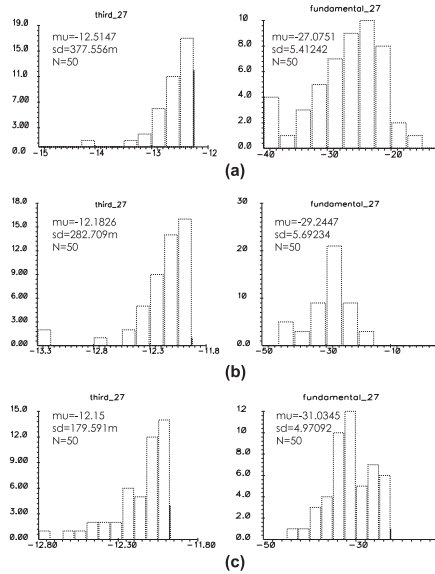 third_27
mu=-12.5147
sd=377.556m
N=50
19.0
15.0
11.0
7.00
3.00
0.0
-15
-14
-13
-12
fundamental_27
mu=-27.0751
sd=5.41242
N=50
10
8.0
6.0
4.0
2.0
0.0
-40
-30
-20
(a)
third_27
mu=-12.1826
sd=282.709m
N=50
18.0
15.0
12.0
9.00
6.00
3.00
0.00
-13.3
-12.8
-12.3
-11.8
fundamental_27
mu=-29.2447
sd=5.69234
N=50
30
20
10
0
-50
-30
-10
(b)
third_27
mu=-12.15
sd=179.591m
N=50
15.0
12.0
9.00
6.00
3.00
0.00
-12.80
-12.30
-11.80
fundamental_27
mu=-31.0345
sd=4.97092
N=50
12
10
8.0
6.0
4.0
2.0
0.0
-50
-30
(c)